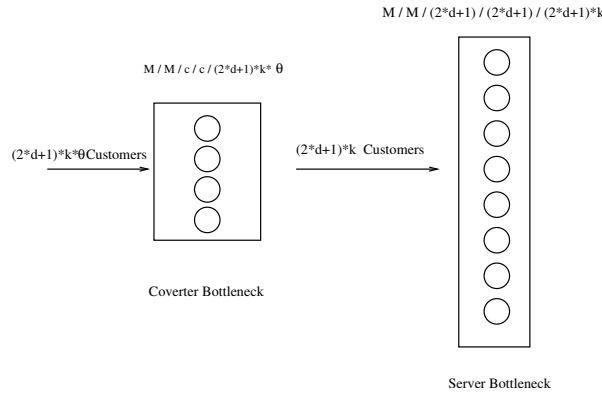 M / M / (2*d+1) / (2*d+1) / (2*d+1)*k
M / M / c / c / (2*d+1)*k* θ
(2*d+1)*k*θCustomers
(2*d+1)*k Customers
Coverter Bottleneck
Server Bottleneck